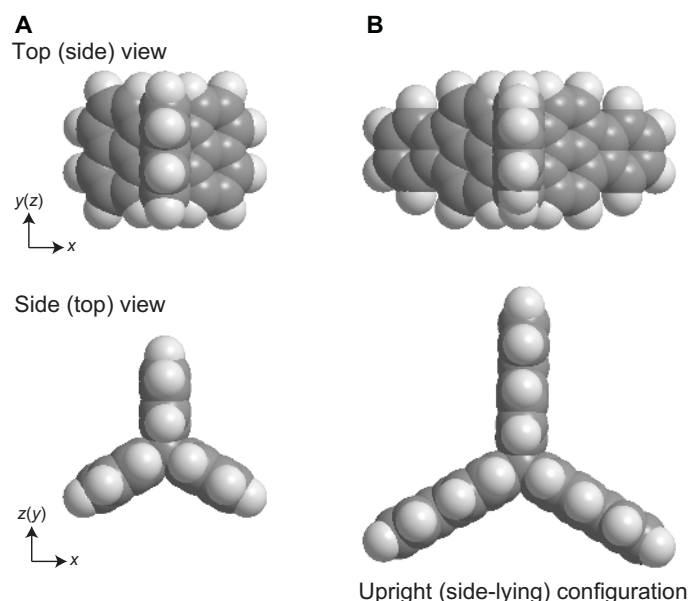 A
B
Top (side) view
y(z)
x
Side (top) view
z(y)
x
Upright (side-lying) configuration